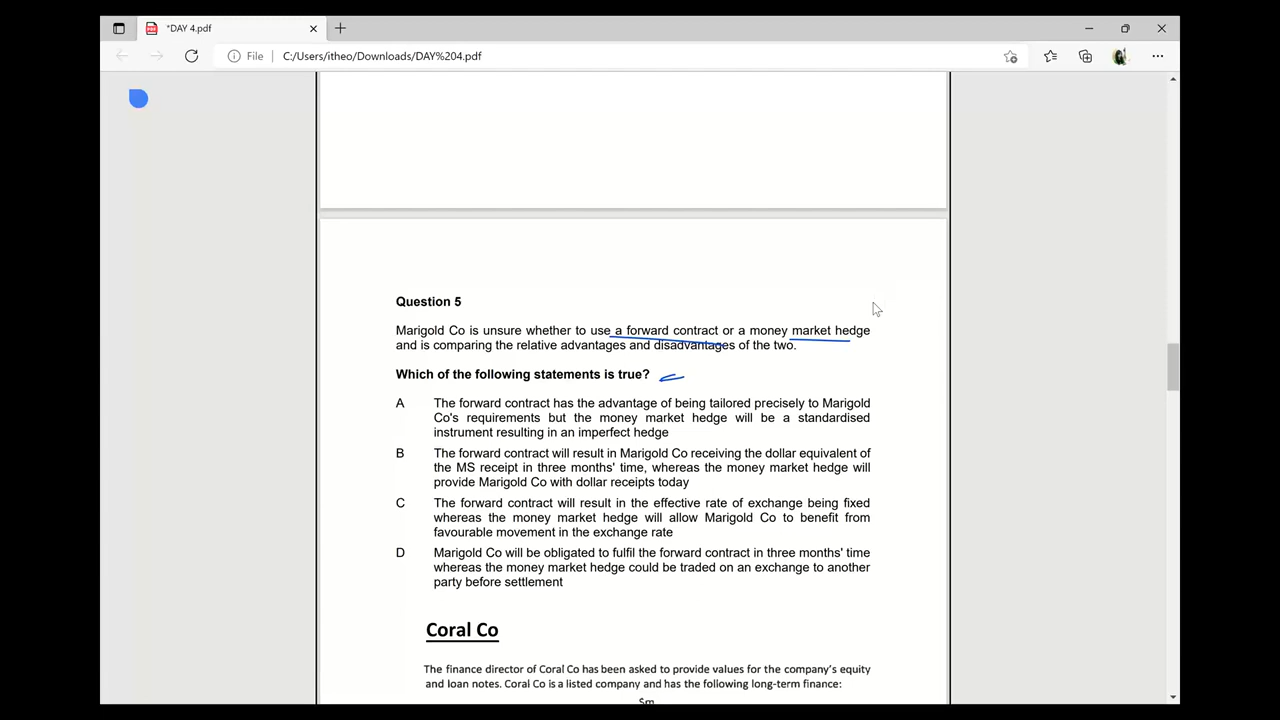 *DAY 4.pdf
File
C:/Users/itheo/Downloads/DAY%204.pdf
Question 5
Marigold Co is unsure whether to use a forward contract or a money market hedge
and is comparing the relative advantages and disadvantages of the two.
Which of the following statements is true?
A The forward contract has the advantage of being tailored precisely to Marigold
Co's requirements but the money market hedge will be a standardised
instrument resulting in an imperfect hedge
B The forward contract will result in Marigold Co receiving the dollar equivalent of
the MS receipt in three months' time, whereas the money market hedge will
provide Marigold Co with dollar receipts today
C The forward contract will result in the effective rate of exchange being fixed
whereas the money market hedge will allow Marigold Co to benefit from
favourable movement in the exchange rate
D Marigold Co will be obligated to fulfil the forward contract in three months' time
whereas the money market hedge could be traded on an exchange to another
party before settlement
Coral Co
The finance director of Coral Co has been asked to provide values for the company's equity
and loan notes. Coral Co is a listed company and has the following long-term finance:
$m